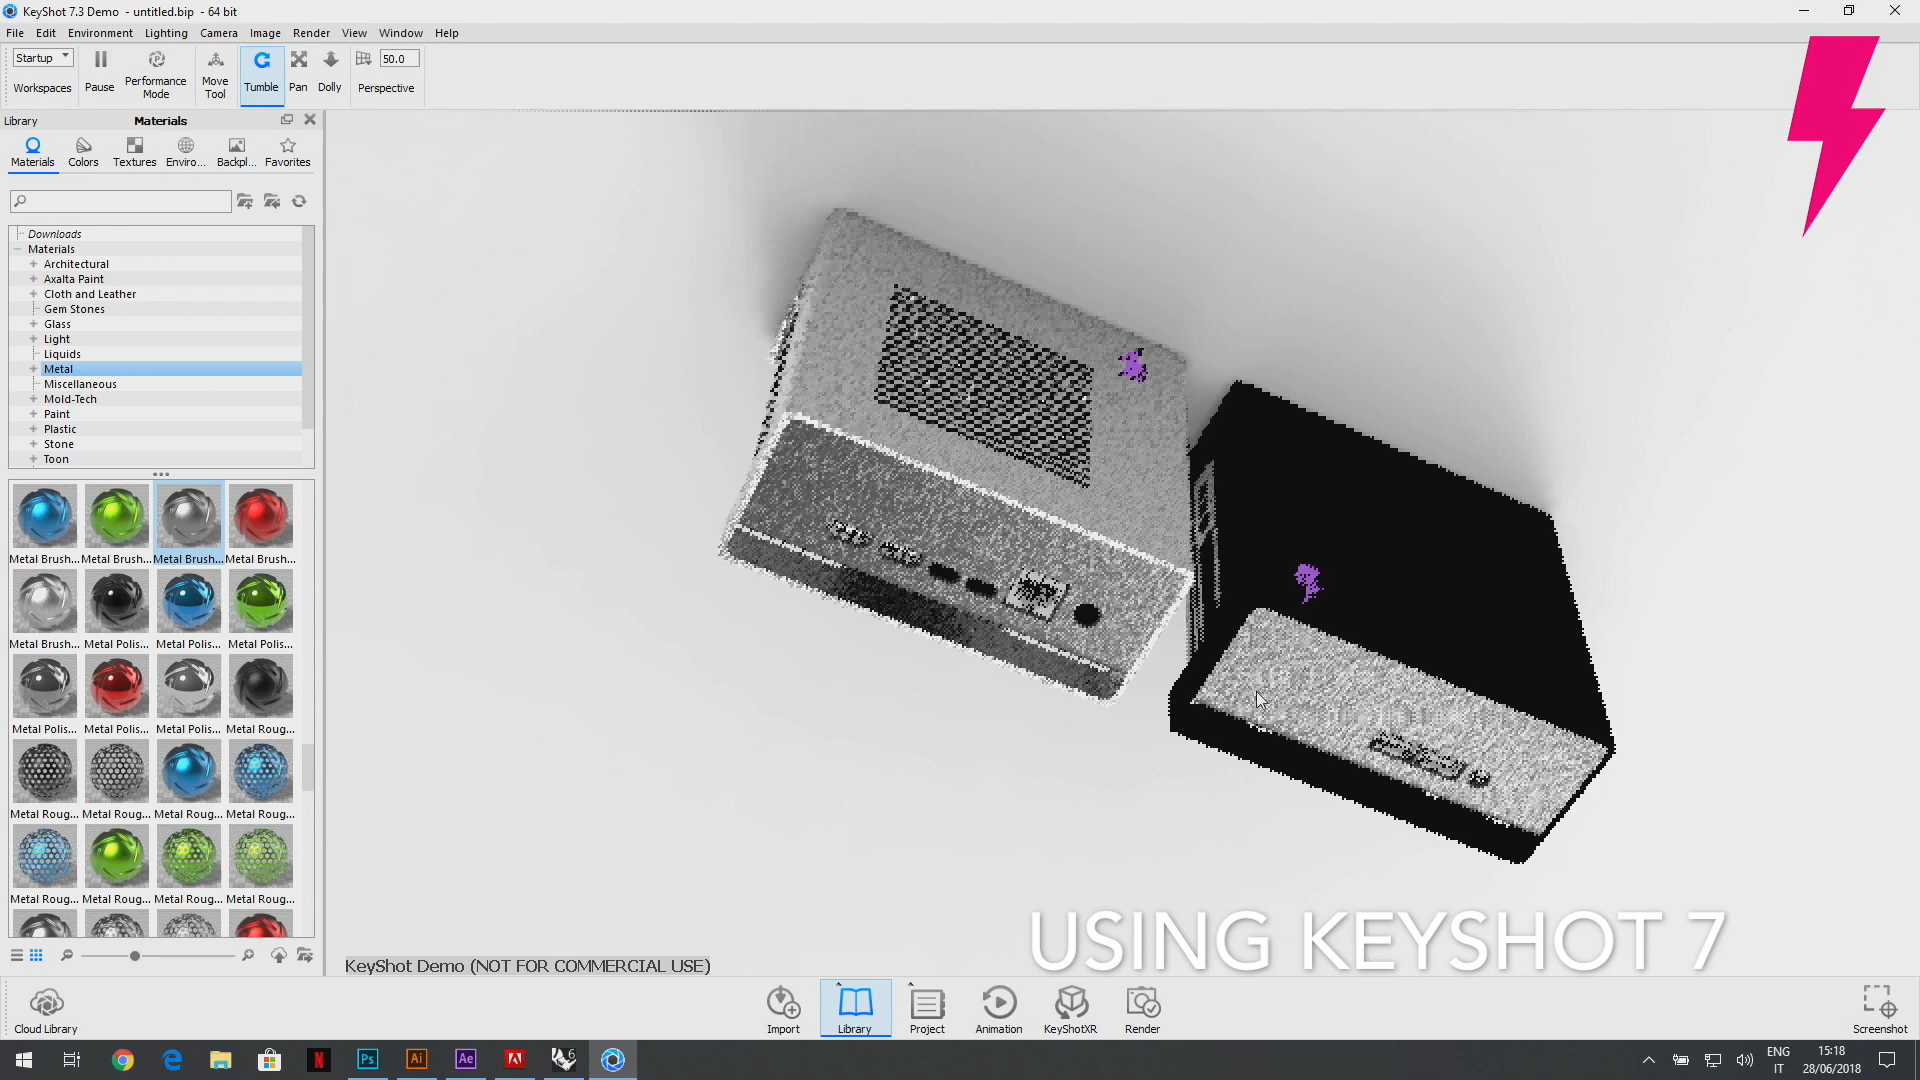 KeyShot 7.3 Demo - untitled.bip - 64 bit
File Edit Environment Lighting Camera Image Render View Window Help
Startup
50.0
Workspaces
Pause
Performance
Mode
Move
Tool
Tumble
Pan
Dolly
Perspective
Library
Materials
Materials Colors Textures Enviro... Backpl... Favorites
Downloads
Materials
Architectural
Axalta Paint
Cloth and Leather
Gem Stones
Glass
Light
Liquids
Metal
Miscellaneous
Mold-Tech
Paint
Plastic
Stone
Toon
Metal Brush... Metal Brush... Metal Brush... Metal Brush...
Metal Brush... Metal Polis... Metal Polis... Metal Polis...
Metal Polis... Metal Polis... Metal Polis... Metal Roug...
Metal Roug... Metal Roug... Metal Roug... Metal Roug...
Metal Roug... Metal Roug... Metal Roug... Metal Roug...
USING KEYSHOT 7
KeyShot Demo (NOT FOR COMMERCIAL USE)
Cloud Library
Import
Library
Project
Animation
KeyShotXR
Render
Screenshot
N
Ps
Ai
Ae
6
ENG
IT
15:18
28/06/2018